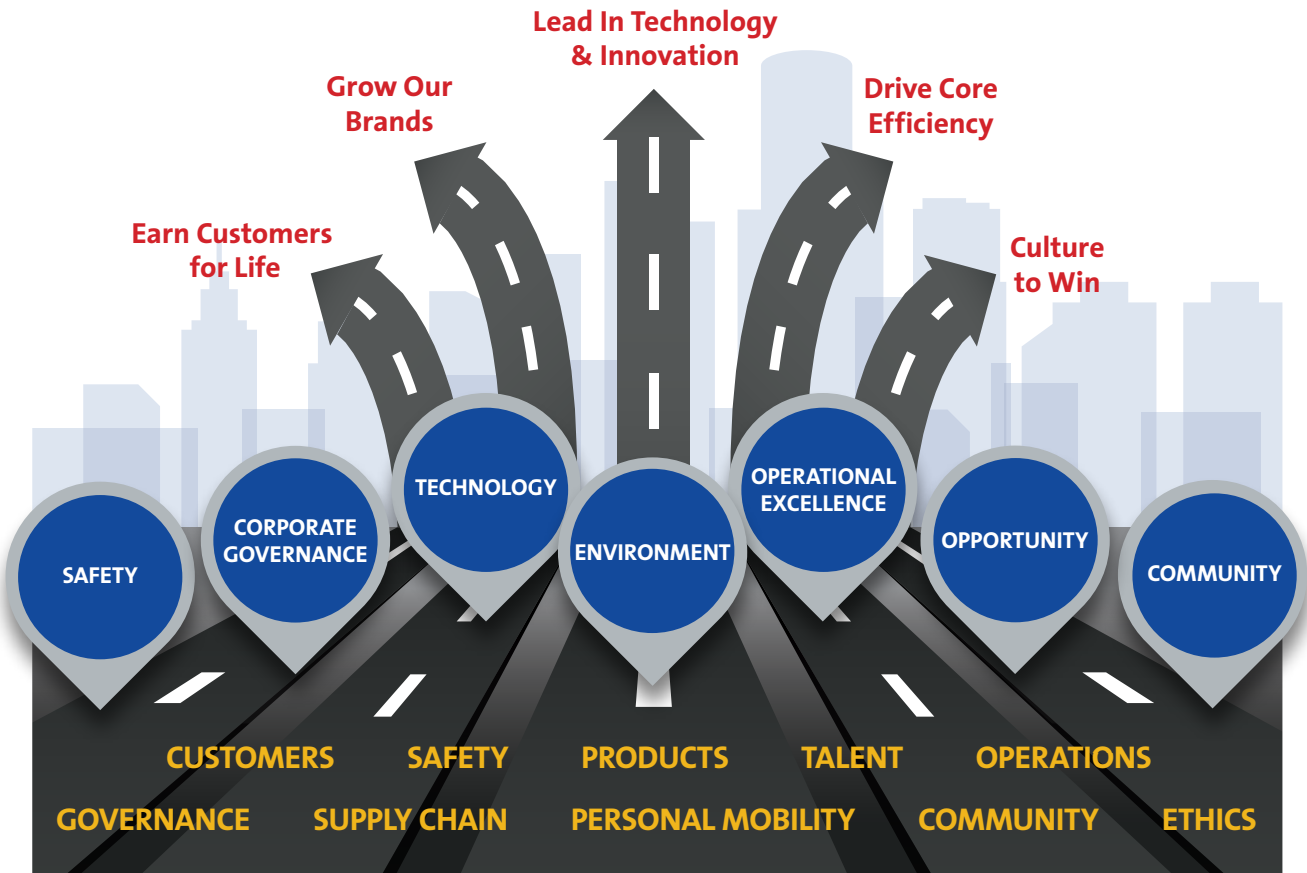 Lead In Technology
& Innovation
Grow Our
Brands
Drive Core
Efficiency
Earn Customers
for Life
Culture
to Win
SAFETY
CORPORATE
GOVERNANCE
TECHNOLOGY
ENVIRONMENT
OPERATIONAL
EXCELLENCE
OPPORTUNITY
COMMUNITY
CUSTOMERS SAFETY PRODUCTS TALENT OPERATIONS
GOVERNANCE SUPPLY CHAIN PERSONAL MOBILITY COMMUNITY ETHICS